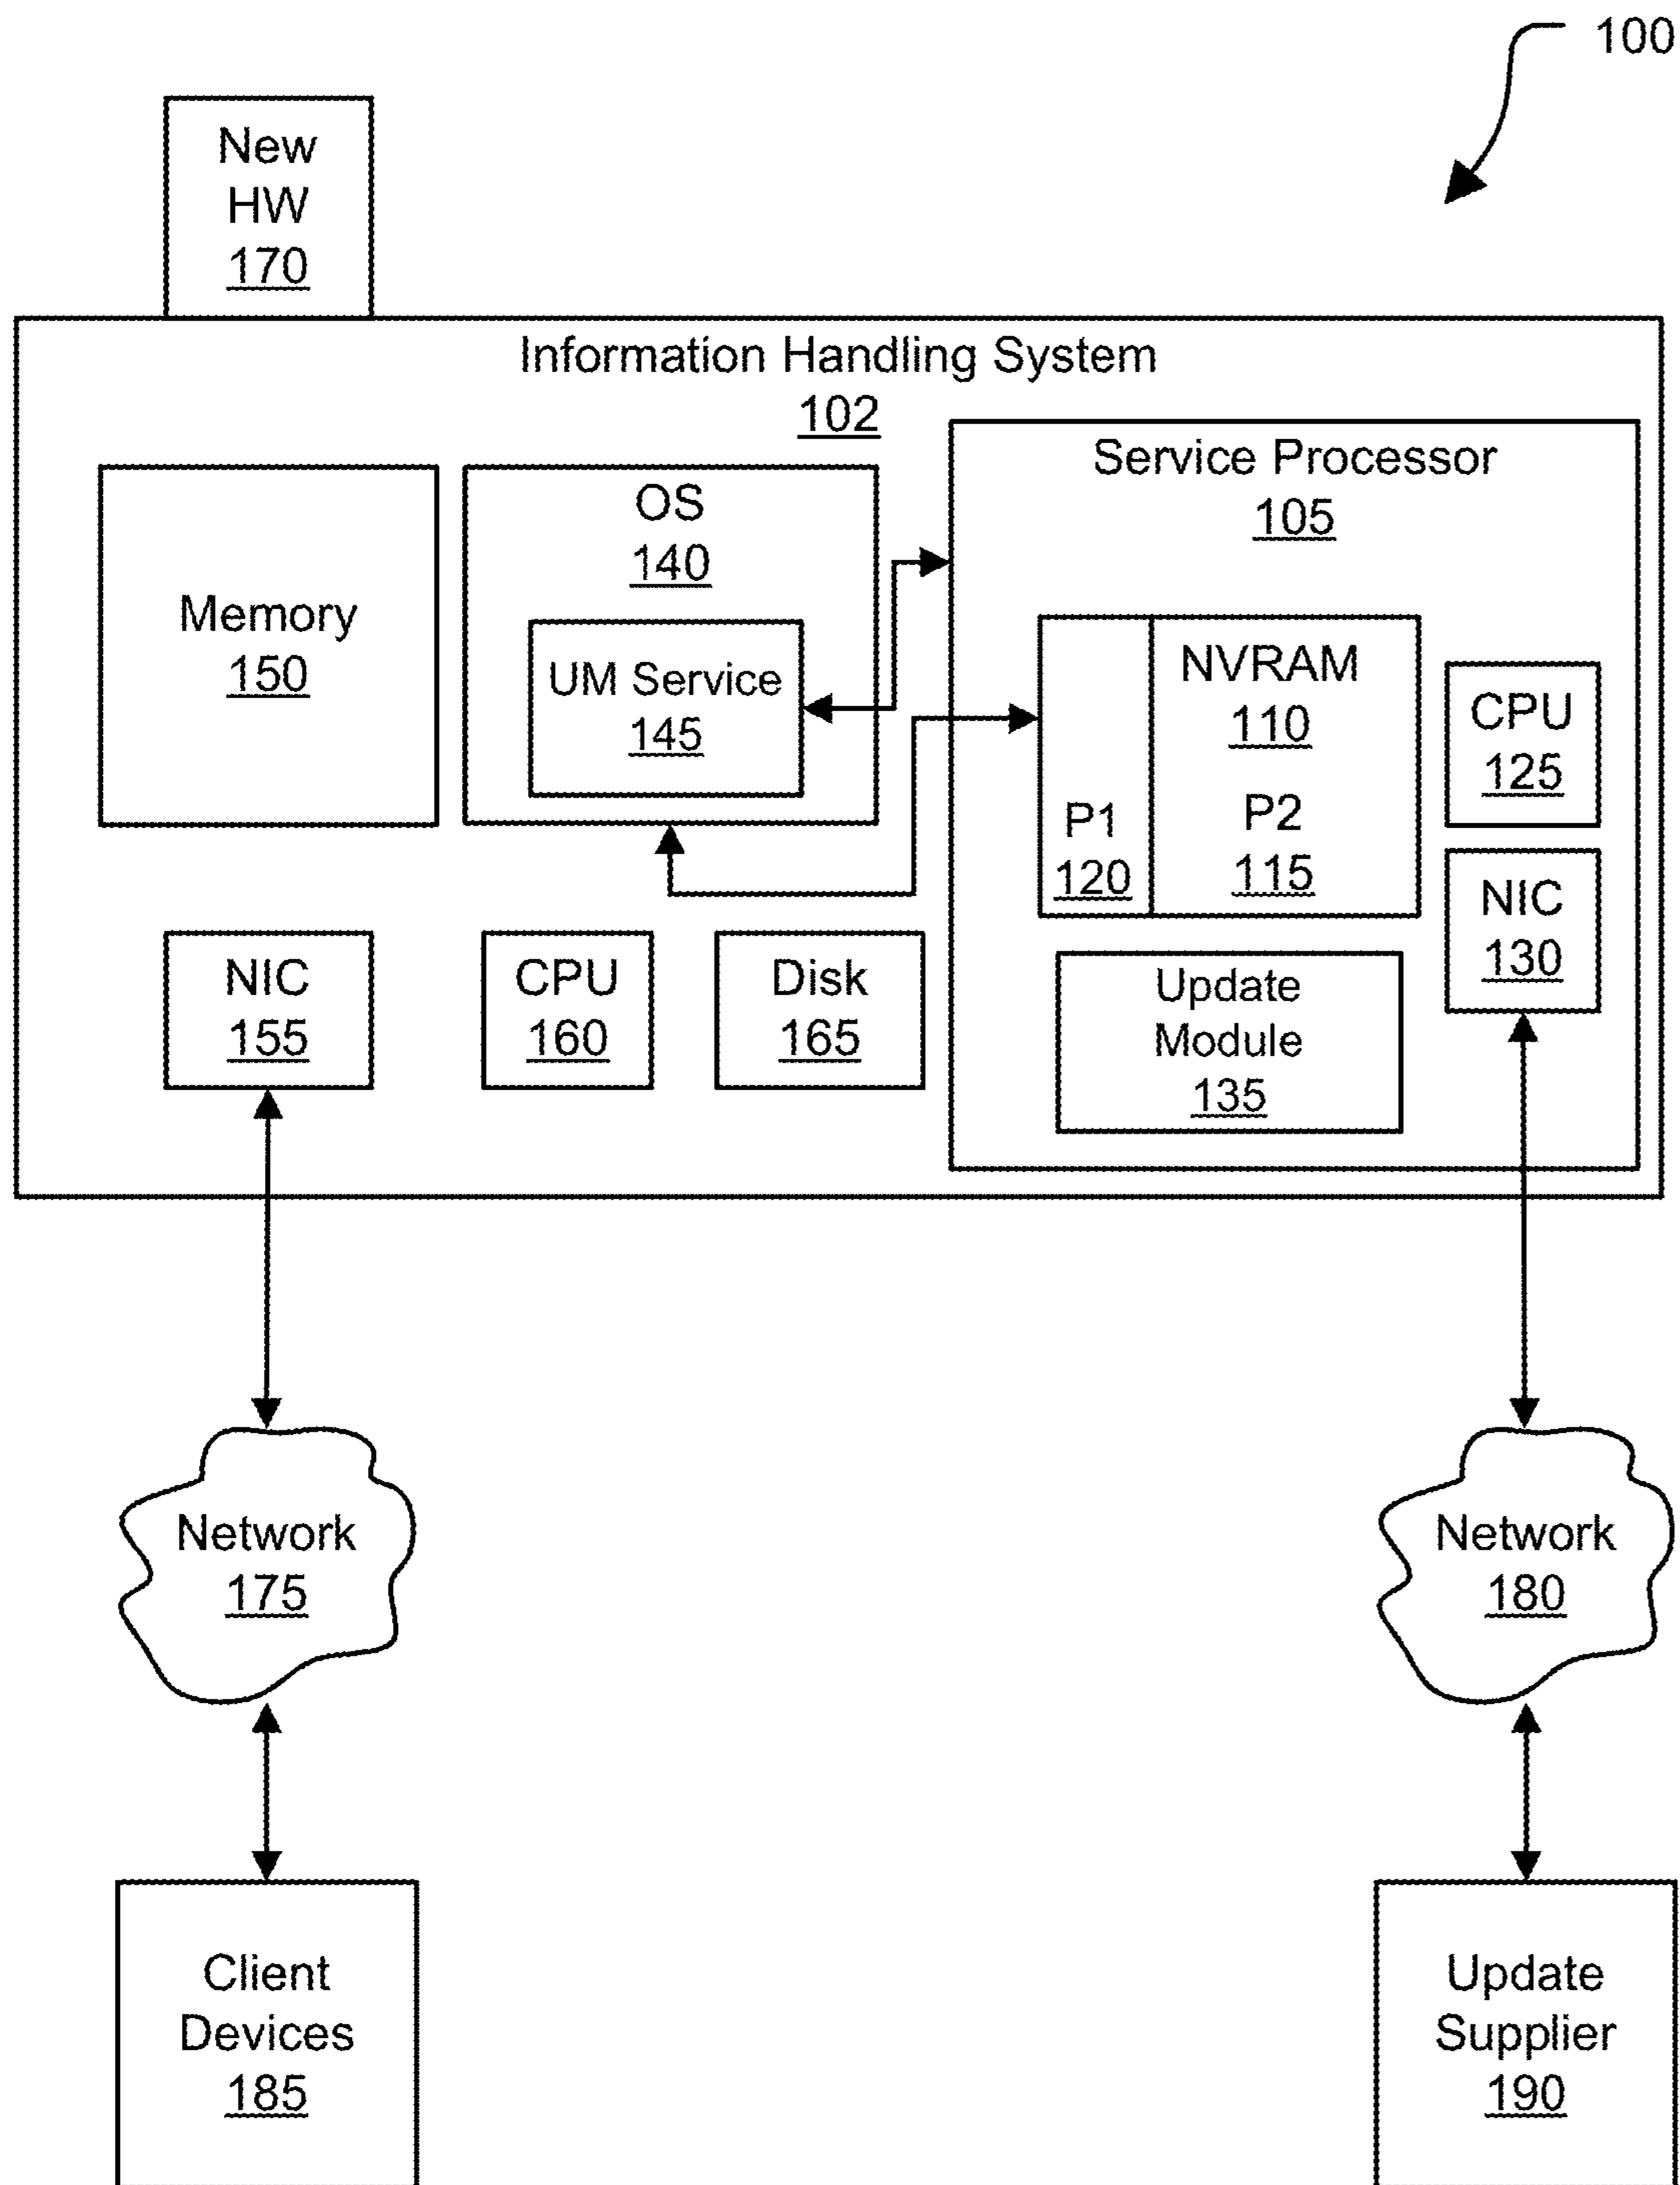 100
New
HW
170
Information Handling System
102
Service Processor
105
OS
140
Memory
150
UM Service
145
NVRAM
110
P1
120
P2
115
CPU
125
NIC
130
NIC
155
CPU
160
Disk
165
Update
Module
135
Network
175
Network
180
Client
Devices
185
Update
Supplier
190